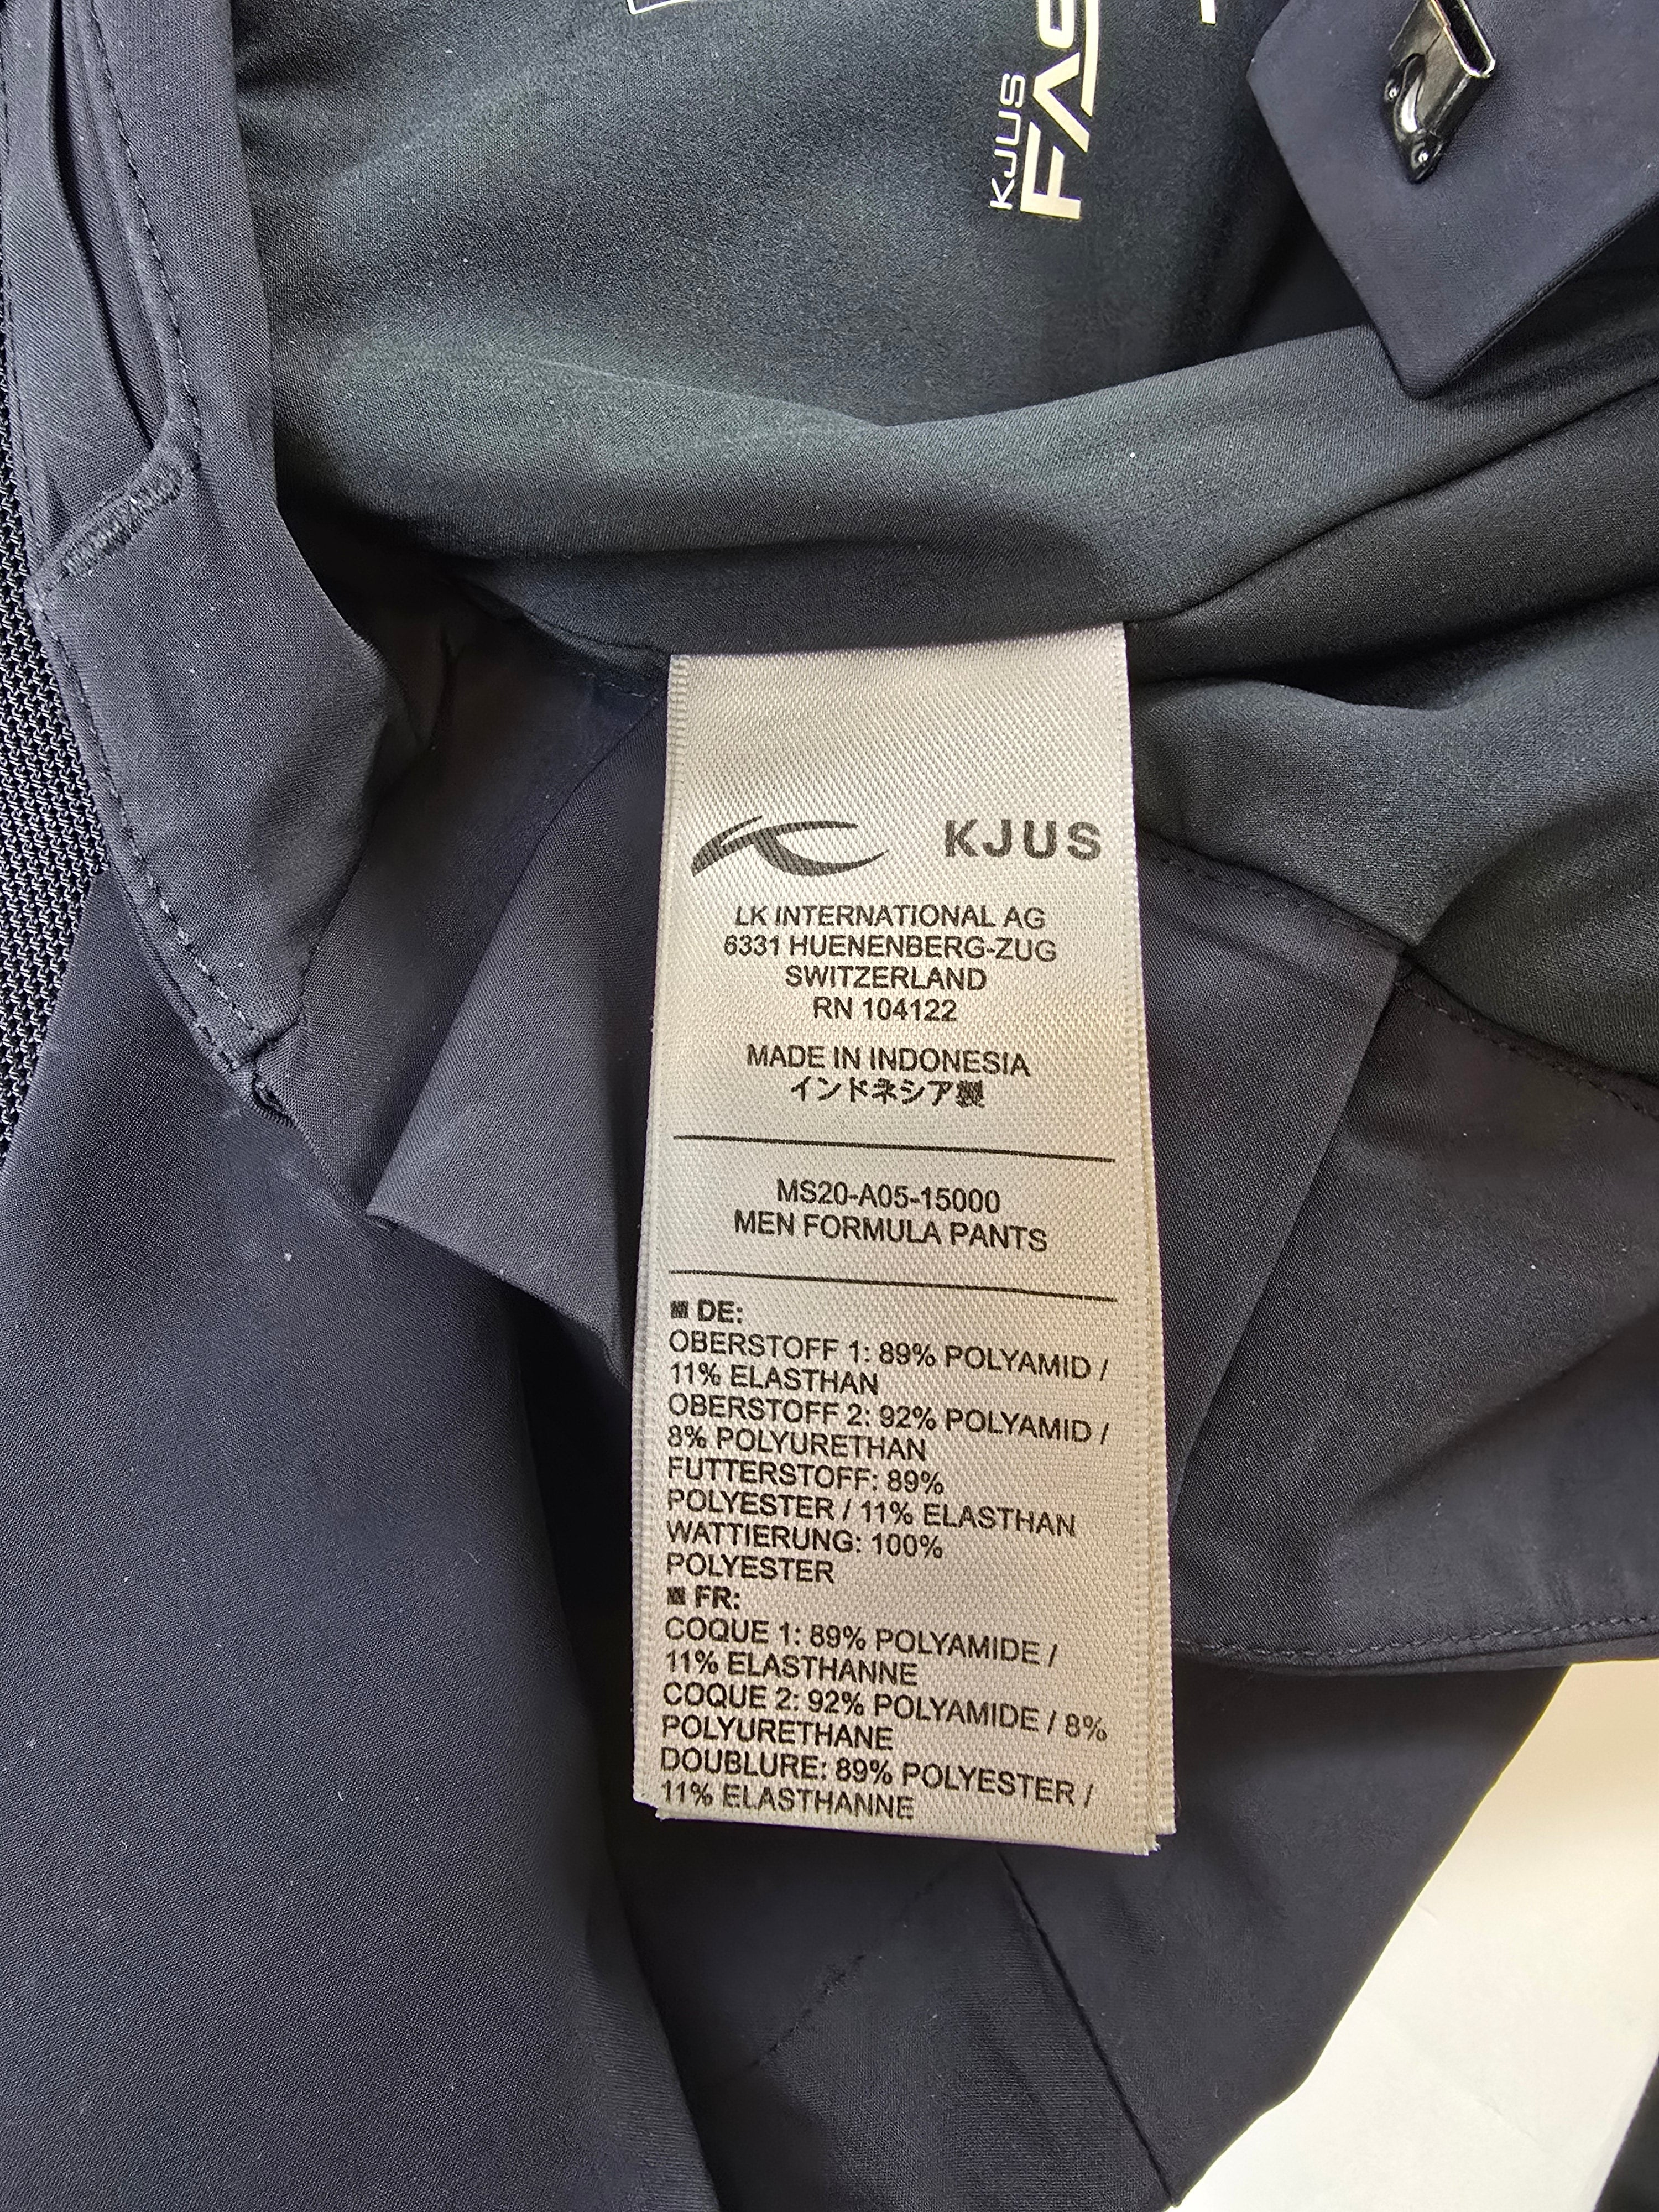 KJUS
FAS
KJUS
LK INTERNATIONAL AG
6331 HUENENBERG-ZUG
SWITZERLAND
RN 104122
MADE IN INDONESIA
インドネシア製
MS20-A05-15000
MEN FORMULA PANTS
DE:
OBERSTOFF 1: 89% POLYAMID /
11% ELASTHAN
OBERSTOFF 2: 92% POLYAMID /
8% POLYURETHAN
FUTTERSTOFF: 89%
POLYESTER / 11% ELASTHAN
WATTIERUNG: 100%
POLYESTER
FR:
COQUE 1: 89% POLYAMIDE /
11% ELASTHANNE
COQUE 2: 92% POLYAMIDE / 8%
POLYURETHANE
DOUBLURE: 89% POLYESTER /
11% ELASTHANNE